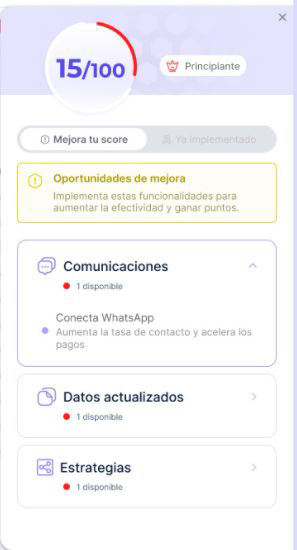 15/100
Principiante
Mejora tu score
Ya implementado
Oportunidades de mejora
Implementa estas funcionalidades para
aumentar la efectividad y ganar puntos.
Comunicaciones
1 disponible
Conecta WhatsApp
Aumenta la tasa de contacto y acelera los
pagos
Datos actualizados
1 disponible
Estrategias
1 disponible